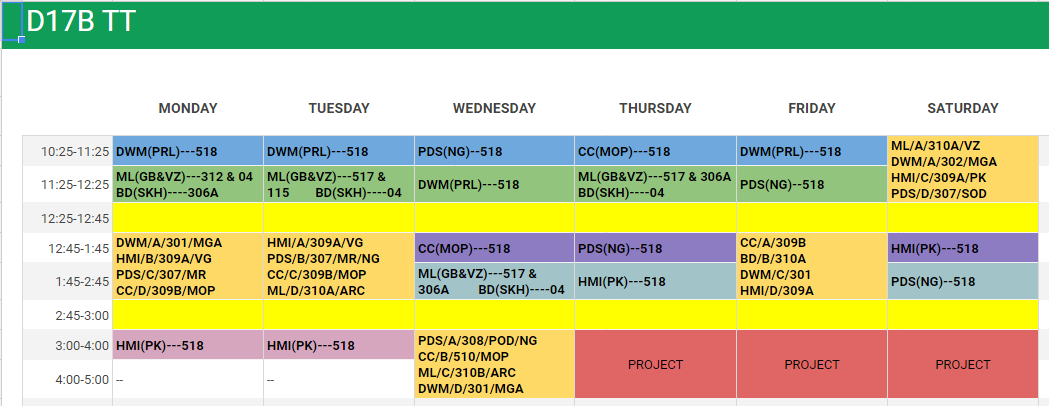 D17B TT
MONDAY TUESDAY WEDNESDAY THURSDAY FRIDAY SATURDAY
10:25-11:25 DWM(PRL)---518 DWM(PRL)---518 PDS(NG)--518 CC(MOP)---518 DWM(PRL)---518
ML/A/310A/VZ
DWM/A/302/MGA
HMI/C/309A/PK
PDS/D/307/SOD
11:25-12:25
ML(GB&VZ)---312 & 04
BD(SKH)----306A
ML(GB&VZ)---517 &
115 BD(SKH)----04
DWM(PRL)---518
ML(GB&VZ)---517 & 306A
BD(SKH)----04
PDS(NG)--518
12:25-12:45
12:45-1:45
DWM/A/301/MGA
HMI/B/309A/VG
PDS/C/307/MR
CC/D/309B/MOP
HMI/A/309A/VG
PDS/B/307/MR/NG
CC/C/309B/MOP
ML/D/310A/ARC
CC(MOP)---518
PDS(NG)--518
CC/A/309B
BD/B/310A
DWM/C/301
HMI/D/309A
HMI(PK)---518
1:45-2:45
ML(GB&VZ)---517 &
306A BD(SKH)----04
HMI(PK)---518
PDS(NG)--518
2:45-3:00
3:00-4:00 HMI(PK)---518 HMI(PK)---518
PDS/A/308/POD/NG
CC/B/510/MOP
ML/C/310B/ARC
DWM/D/301/MGA
PROJECT PROJECT PROJECT
4:00-5:00 -- --